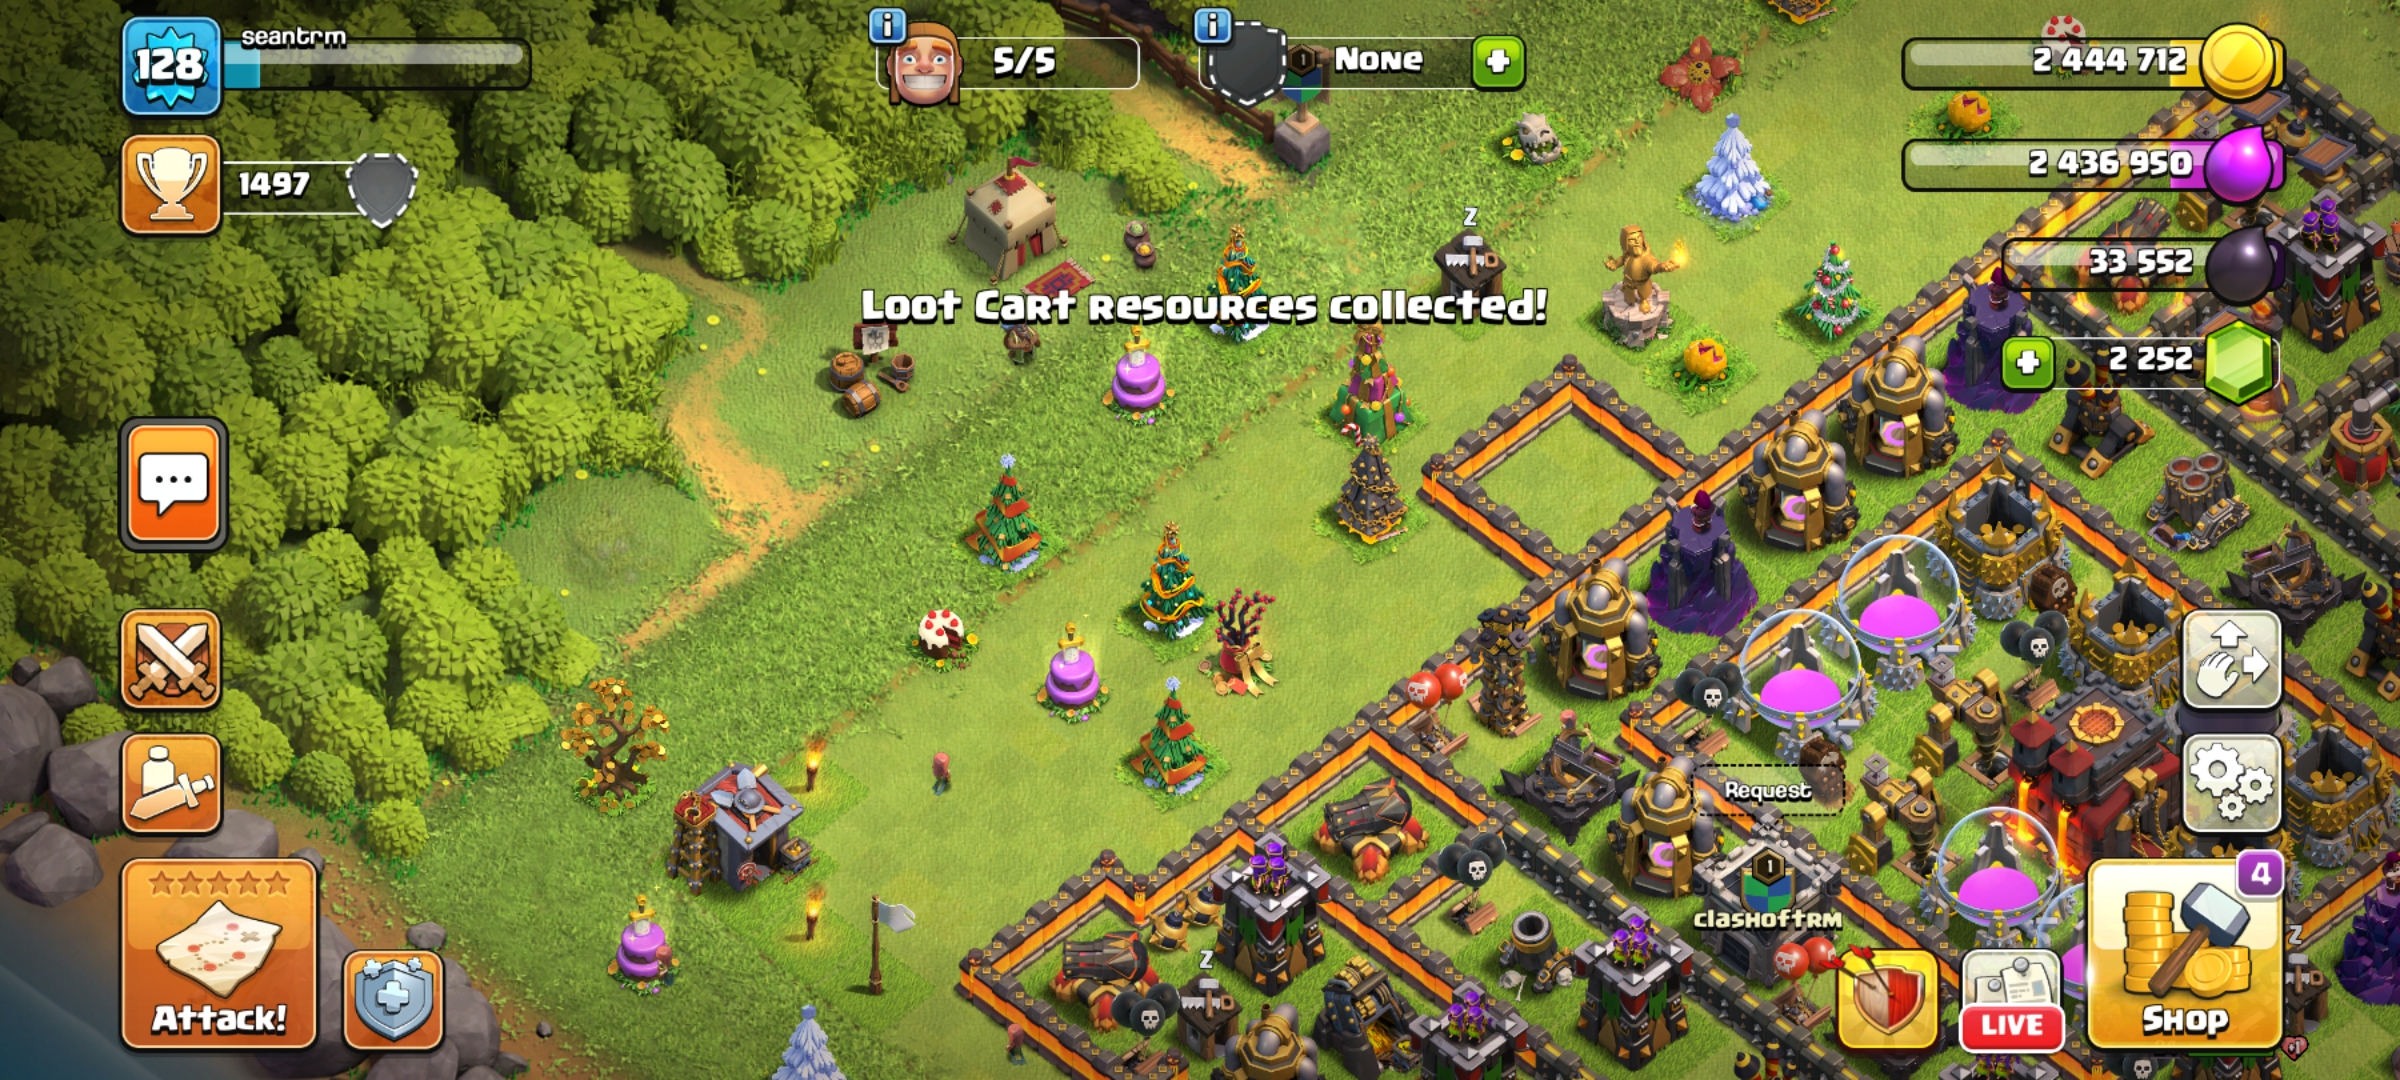 seantrm
128
5/5
None
2 444 712
1497
2 436 950
Z
33 552
Loot Cart resources collected!
2 252
Request
1
clashoftRM
4
Z
Z
Attack!
LIVE
Shop